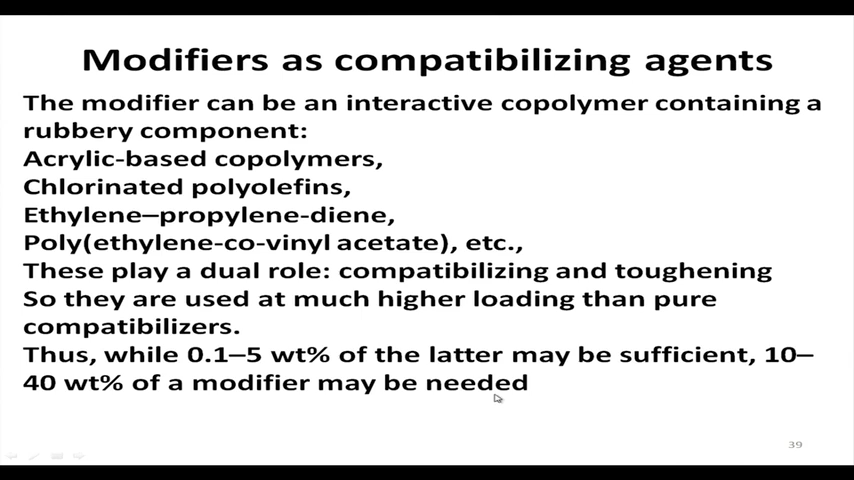 Modifiers as compatibilizing agents
The modifier can be an interactive copolymer containing a
rubbery component:
Acrylic-based copolymers,
Chlorinated polyolefins,
Ethylene–propylene-diene,
Poly(ethylene-co-vinyl acetate), etc.,
These play a dual role: compatibilizing and toughening
So they are used at much higher loading than pure
compatibilizers.
Thus, while 0.1–5 wt% of the latter may be sufficient, 10–
40 wt% of a modifier may be needed
39